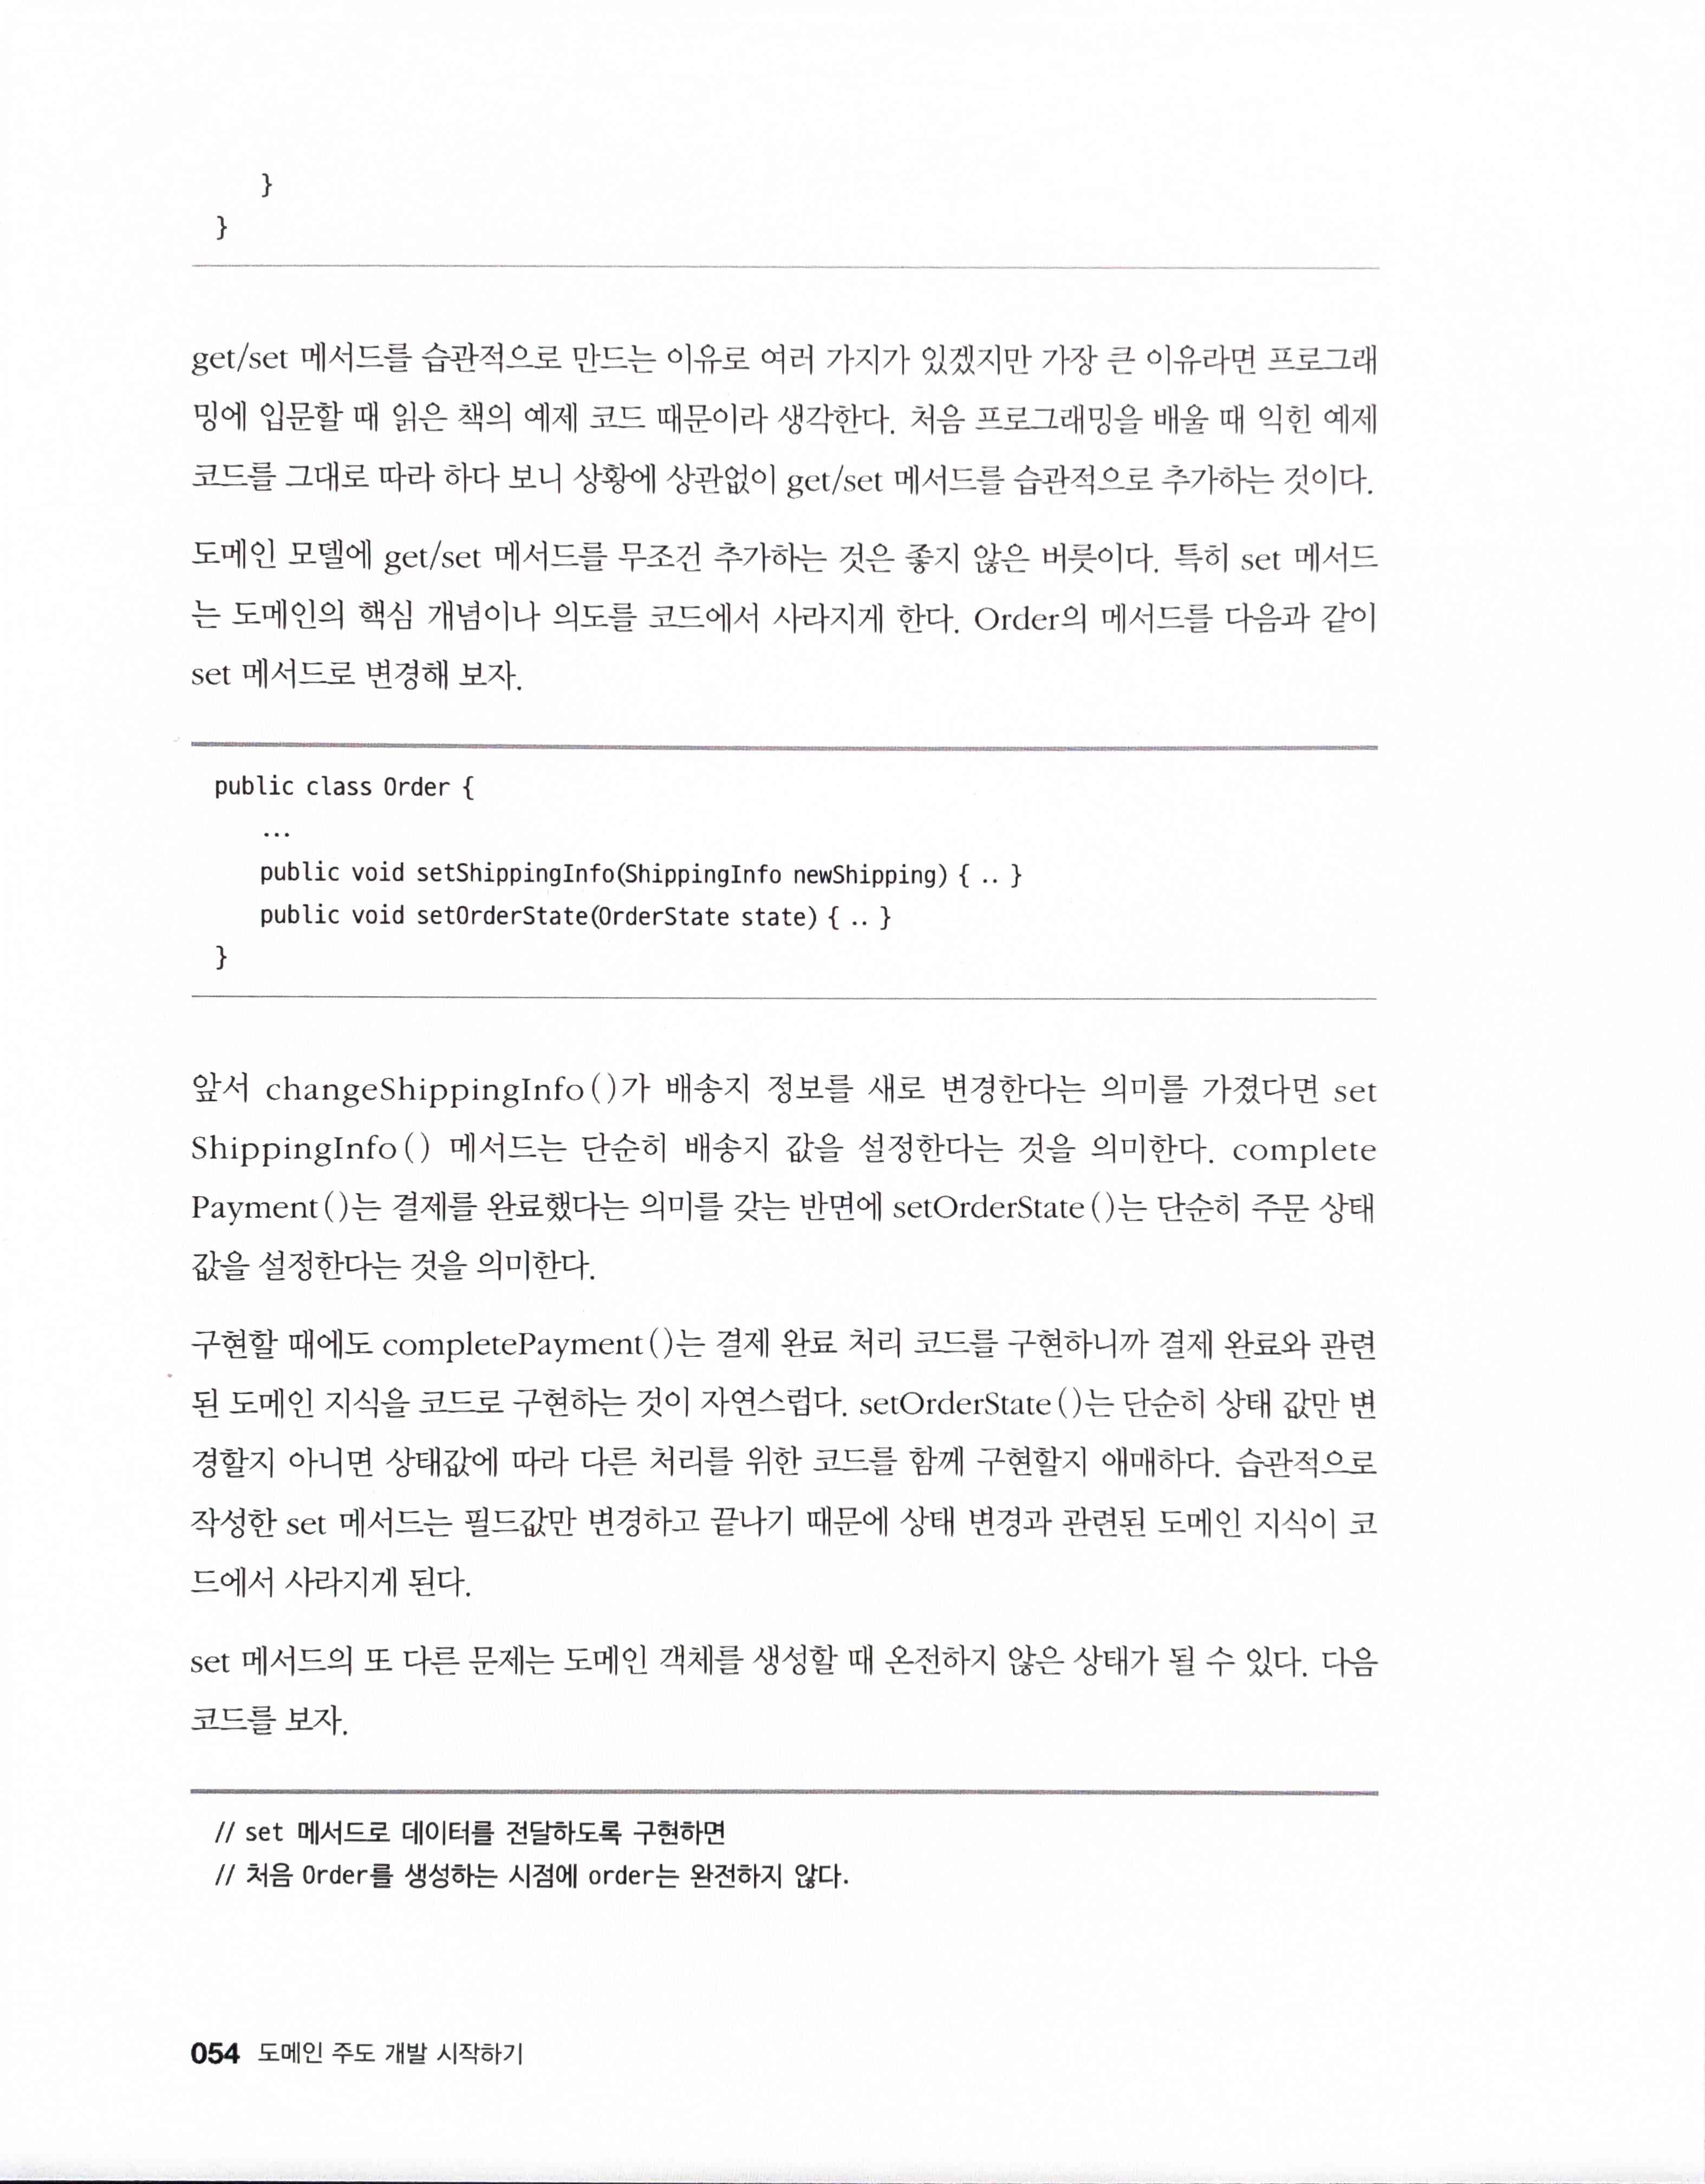 }
}
get/set 메서드를 습관적으로 만드는 이유로 여러 가지가 있겠지만 가장 큰 이유라면 프로그래
밍에 입문할 때 읽은 책의 예제 코드 때문이라 생각한다. 처음 프로그래밍을 배울 때 익힌 예제
코드를 그대로 따라 하다 보니 상황에 상관없이 get/set 메서드를 습관적으로 추가하는 것이다.
도메인 모델에 get/set 메서드를 무조건 추가하는 것은 좋지 않은 버릇이다. 특히 set 메서드
는 도메인의 핵심 개념이나 의도를 코드에서 사라지게 한다. Order의 메서드를 다음과 같이
set 메서드로 변경해 보자.
public class Order {
...
public void setShippingInfo(ShippingInfo newShipping) { .. }
public void setOrderState(OrderState state) { .. }
}
앞서 changeShippingInfo()가 배송지 정보를 새로 변경한다는 의미를 가졌다면 set
ShippingInfo() 메서드는 단순히 배송지 값을 설정한다는 것을 의미한다. complete
Payment()는 결제를 완료했다는 의미를 갖는 반면에 setOrderState()는 단순히 주문 상태
값을 설정한다는 것을 의미한다.
구현할 때에도 completePayment()는 결제 완료 처리 코드를 구현하니까 결제 완료와 관련
된 도메인 지식을 코드로 구현하는 것이 자연스럽다. setOrderState()는 단순히 상태 값만 변
경할지 아니면 상태값에 따라 다른 처리를 위한 코드를 함께 구현할지 애매하다. 습관적으로
작성한 set 메서드는 필드값만 변경하고 끝나기 때문에 상태 변경과 관련된 도메인 지식이 코
드에서 사라지게 된다.
set 메서드의 또 다른 문제는 도메인 객체를 생성할 때 온전하지 않은 상태가 될 수 있다. 다음
코드를 보자.
// set 메서드로 데이터를 전달하도록 구현하면
// 처음 Order를 생성하는 시점에 order는 완전하지 않다.
054 도메인 주도 개발 시작하기